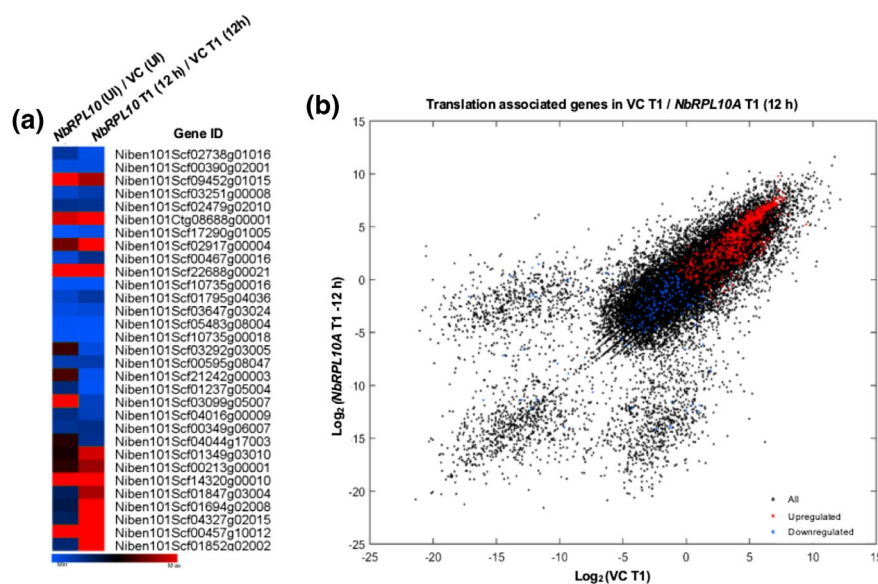 (a)
NbRPL10 (UI) / VC (UI)
NbRPL10 T1 (12 h) / VC T1 (12h)
Gene ID
Niben101Scf02738g01016
Niben101Scf00390g02001
Niben101Scf09452g01015
Niben101Scf03251g00008
Niben101Scf02479g02010
Niben101Ctg08688g00001
Niben101Scf17290g01005
Niben101Scf02917g00004
Niben101Scf00467g00016
Niben101Scf22688g00021
Niben101Scf10735g00016
Niben101Scf01795g04036
Niben101Scf03647g03024
Niben101Scf05483g08004
Niben101Scf10735g00018
Niben101Scf03292g03005
Niben101Scf00595g08047
Niben101Scf21242g00003
Niben101Scf01237g05004
Niben101Scf03099g05007
Niben101Scf04016g00009
Niben101Scf00349g06007
Niben101Scf04044g17003
Niben101Scf01349g03010
Niben101Scf00213g00001
Niben101Scf14320g00010
Niben101Scf01847g03004
Niben101Scf01694g02008
Niben101Scf04327g02015
Niben101Scf00457g10012
Niben101Scf01852g02002
Min Max
(b)
Translation associated genes in VC T1 / NbRPL10A T1 (12 h)
Log2 (NbRPL10A T1 -12 h)
15
10
5
0
-5
-10
-15
-20
-25
-25 -20 -15 -10 -5 0 5 10 15
All
Upregulated
Downregulated
Log2 (VC T1)